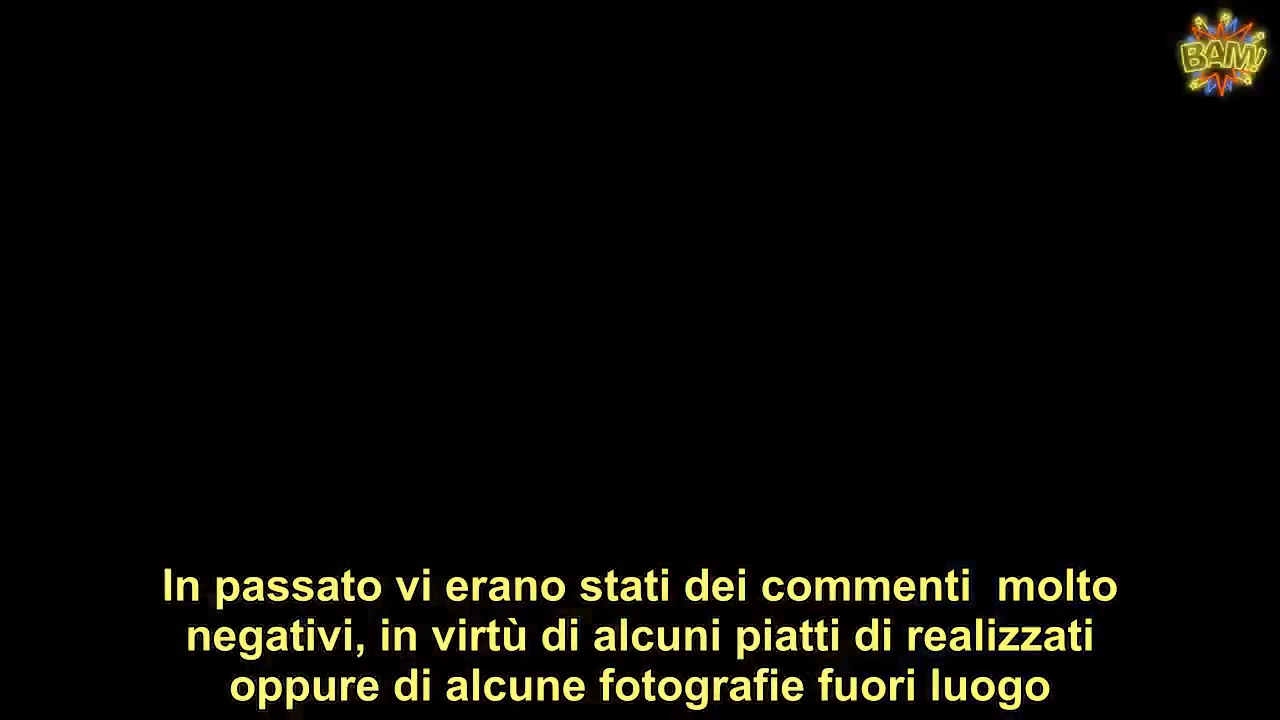 BAM!
In passato vi erano stati dei commenti  molto
negativi, in virtù di alcuni piatti di realizzati
oppure di alcune fotografie fuori luogo